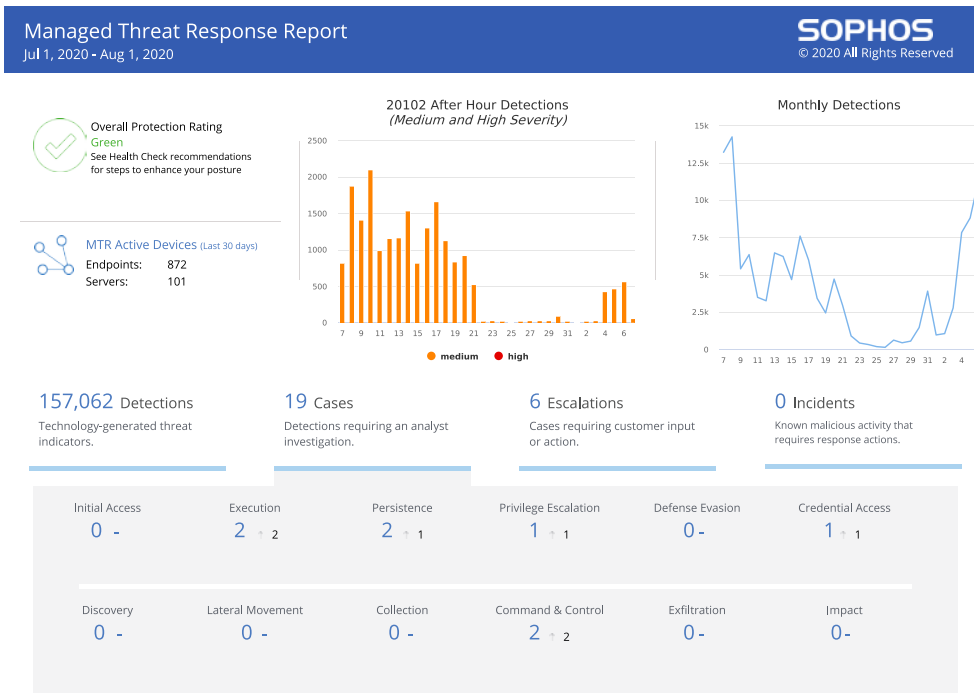 Managed Threat Response Report
Jul 1, 2020 - Aug 1, 2020
SOPHOS
© 2020 All Rights Reserved
Overall Protection Rating
Green
See Health Check recommendations
for steps to enhance your posture
MTR Active Devices (Last 30 days)
Endpoints: 872
Servers: 101
20102 After Hour Detections
(Medium and High Severity)
2500
2000
1500
1000
500
0
7 9 11 13 15 17 19 21 23 25 27 29 31 2 4 6
medium high
Monthly Detections
15k
12.5k
10k
7.5k
5k
2.5k
0
7 9 11 13 15 17 19 21 23 25 27 29 31 2 4
157,062 Detections
Technology-generated threat
indicators.
19 Cases
Detections requiring an analyst
investigation.
6 Escalations
Cases requiring customer input
or action.
0 Incidents
Known malicious activity that
requires response actions.
Initial Access
0 -
Execution
2 ↑ 2
Persistence
2 ↑ 1
Privilege Escalation
1 ↑ 1
Defense Evasion
0 -
Credential Access
1 ↑ 1
Discovery
0 -
Lateral Movement
0 -
Collection
0 -
Command & Control
2 ↑ 2
Exfiltration
0 -
Impact
0 -